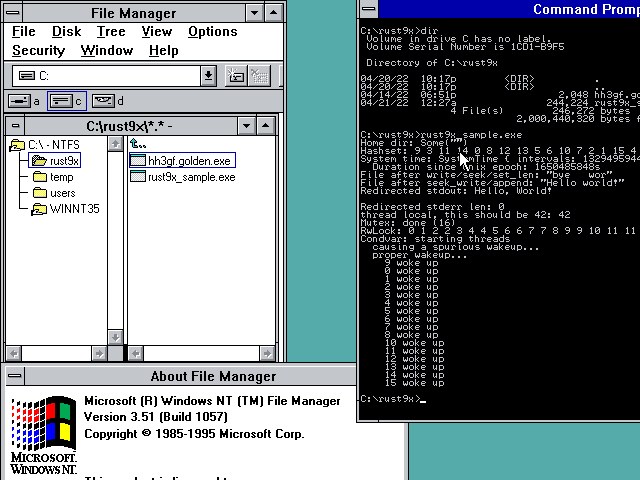 File Manager
File Disk Tree View Options
Security Window Help
C:
a c d
C:\rust9x\*.* -
C:\ - NTFS
rust9x
temp
users
WINNT35
hh3gf.golden.exe
rust9x_sample.exe
About File Manager
MICROSOFT.
WINDOWS NT.
Microsoft (R) Windows NT (TM) File Manager
Version 3.51 (Build 1057)
Copyright © 1985-1995 Microsoft Corp.
Command Promp
C:\rust9x>dir
Volume in drive C has no label.
Volume Serial Number is 1CD1-B9F5
Directory of C:\rust9x
04/20/22 10:17p <DIR> .
04/20/22 10:17p <DIR> ..
04/14/22 06:51p 2,048 hh3gf.go
04/21/22 12:27a 244,224 rust9x_s
4 File(s) 246,272 bytes
2,000,440,320 bytes f
C:\rust9x>rust9x_sample.exe
Home dir: Some("")
Hashset: 9 3 11 14 0 8 12 13 5 6 10 7 2 1 15 4
System time: SystemTime { intervals: 1329495944
Duration since unix epoch: 1650485848s
File after write/seek/set_len: "bye wor"
File after seek_write/append: "Hello world!"
Redirected stdout: Hello, World!
Redirected stderr len: 0
thread local, this should be 42: 42
Mutex: done (16)
RwLock: 0 1 2 2 3 4 4 5 6 6 7 7 8 9 9 10 11 11
Condvar: starting threads
causing a spurious wakeup...
proper wakeup...
9 woke up
0 woke up
1 woke up
2 woke up
3 woke up
4 woke up
5 woke up
6 woke up
7 woke up
8 woke up
10 woke up
11 woke up
12 woke up
13 woke up
14 woke up
15 woke up
C:\rust9x>_